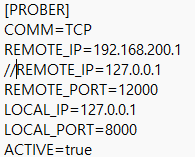 [PROBER]
COMM=TCP
REMOTE_IP=192.168.200.1
//REMOTE_IP=127.0.0.1
REMOTE_PORT=12000
LOCAL_IP=127.0.0.1
LOCAL_PORT=8000
ACTIVE=true